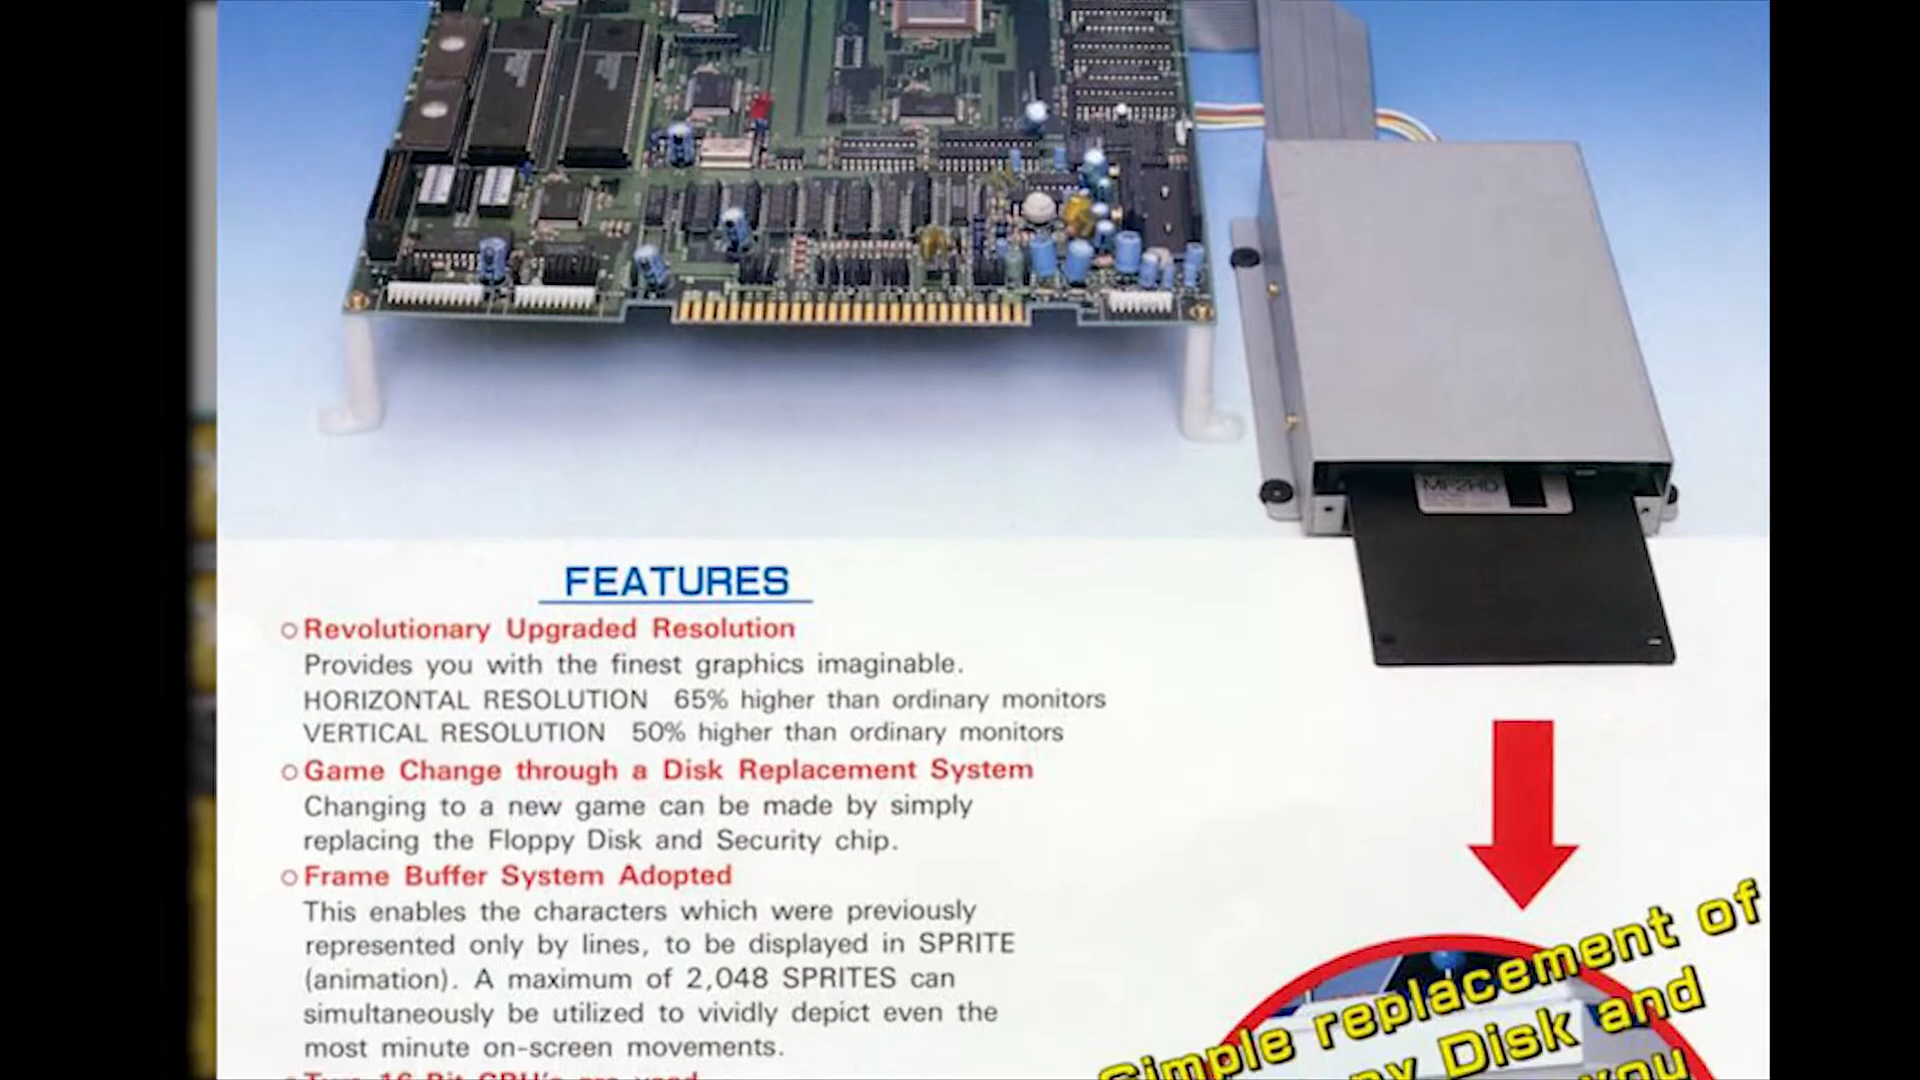 MF2HD
FEATURES
○ Revolutionary Upgraded Resolution
Provides you with the finest graphics imaginable.
HORIZONTAL RESOLUTION 65% higher than ordinary monitors
VERTICAL RESOLUTION 50% higher than ordinary monitors
○ Game Change through a Disk Replacement System
Changing to a new game can be made by simply
replacing the Floppy Disk and Security chip.
○ Frame Buffer System Adopted
This enables the characters which were previously
represented only by lines, to be displayed in SPRITE
(animation). A maximum of 2,048 SPRITES can
simultaneously be utilized to vividly depict even the
most minute on-screen movements.
Simple replacement of
Disk and
you